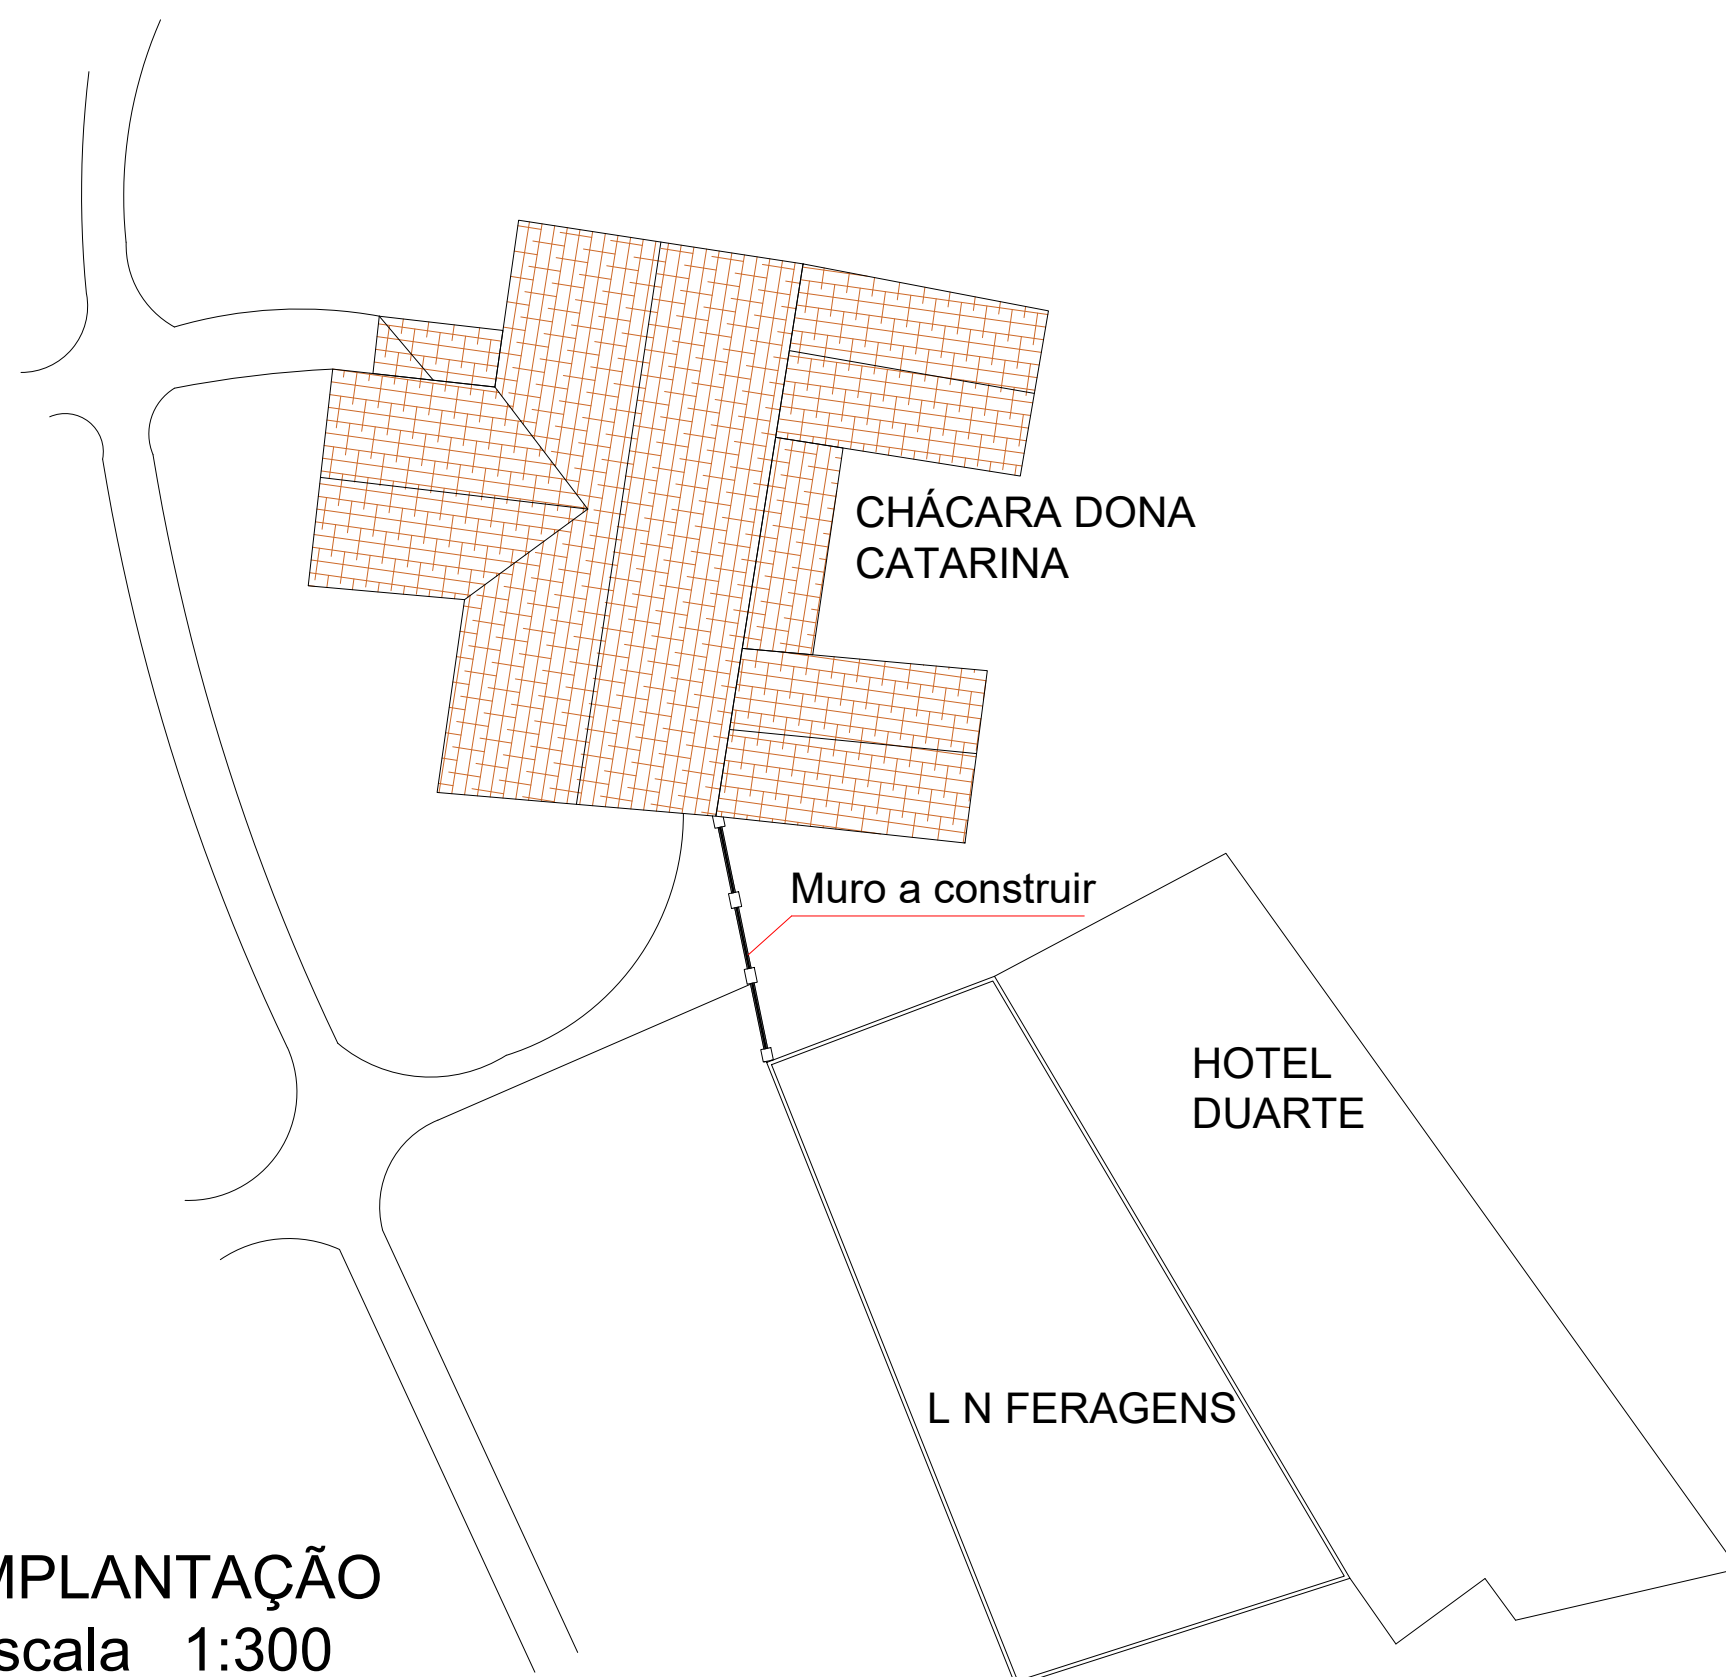 CHÁCARA DONA
CATARINA
Muro a construir
HOTEL
DUARTE
L N FERAGENS
MPLANTAÇÃO
scala 1:300